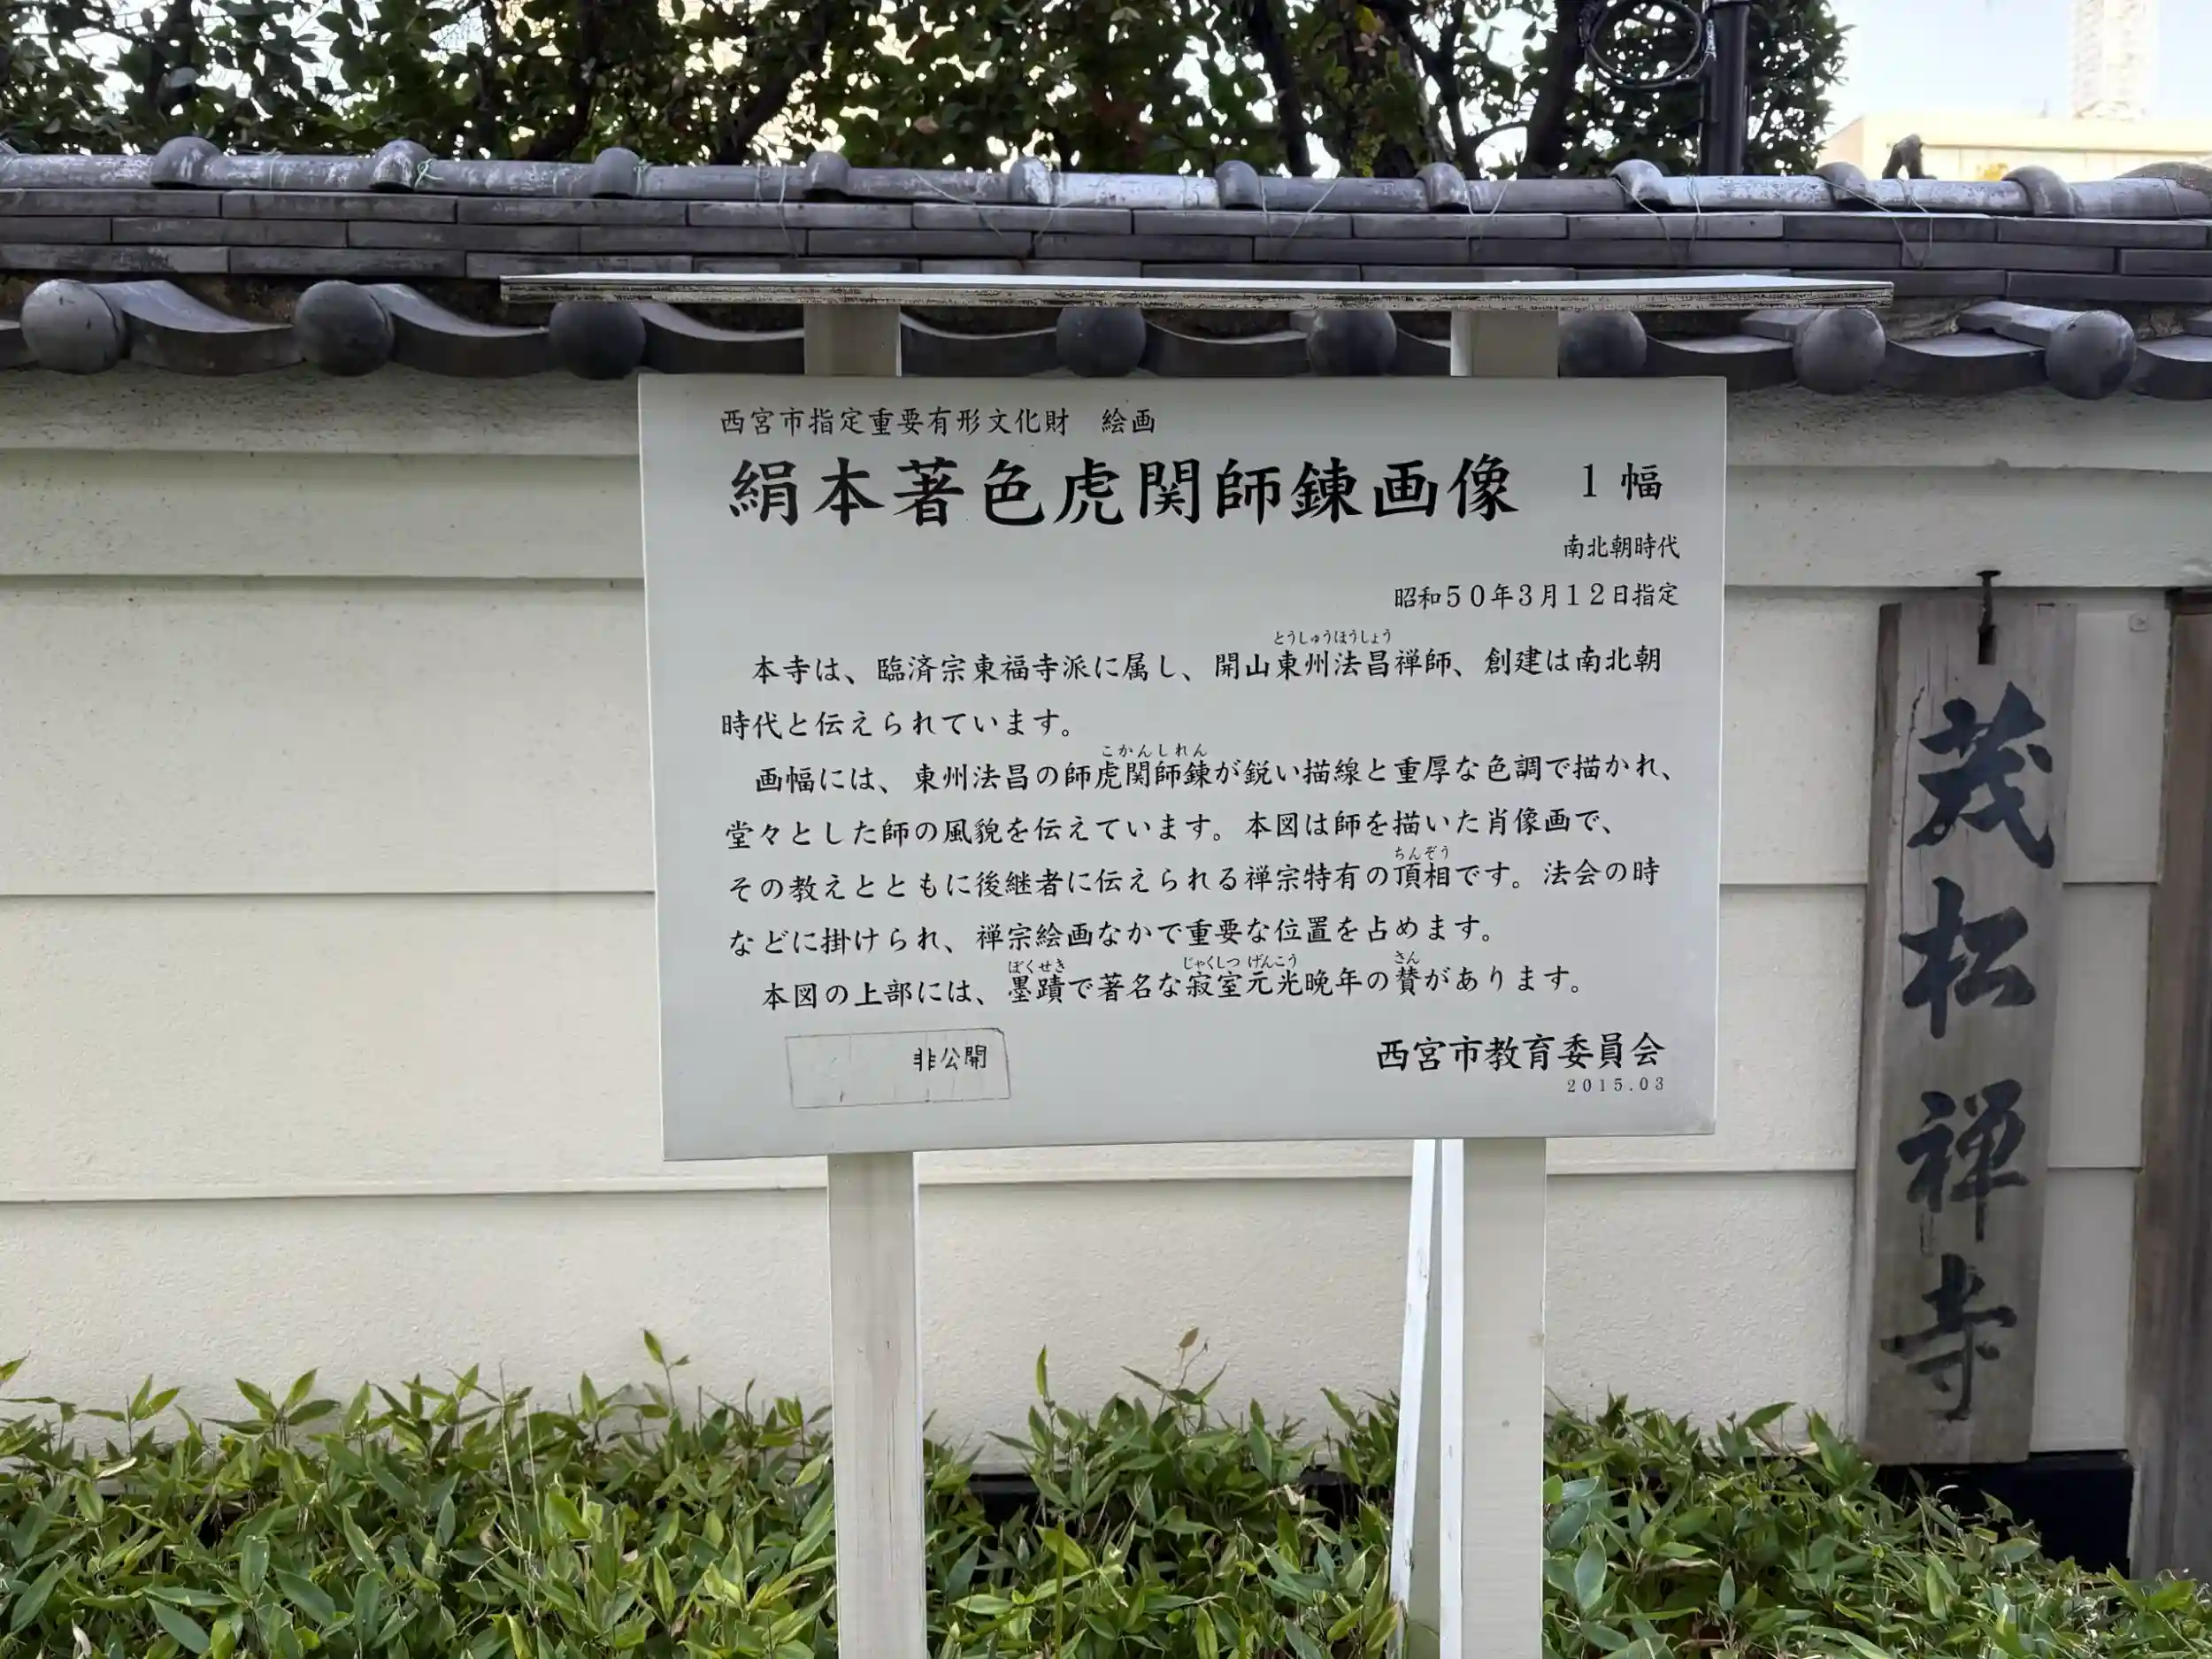 西宮市指定重要有形文化財　絵画
絹本著色虎関師錬画像　1幅
南北朝時代
昭和50年3月12日指定
とうしゅうほうしょう
本寺は、臨済宗東福寺派に属し、開山東州法昌禅師、創建は南北朝
時代と伝えられています。
こかんしれん
画幅には、東州法昌の師虎関師錬が鋭い描線と重厚な色調で描かれ、
堂々とした師の風貌を伝えています。本図は師を描いた肖像画で、
ちんぞう
その教えとともに後継者に伝えられる禅宗特有の頂相です。法会の時
などに掛けられ、禅宗絵画なかで重要な位置を占めます。
ぼくせき　じゃくしつ げんこう　さん
本図の上部には、墨蹟で著名な寂室元光晩年の賛があります。
非公開
西宮市教育委員会
2015.03
茂松禅寺